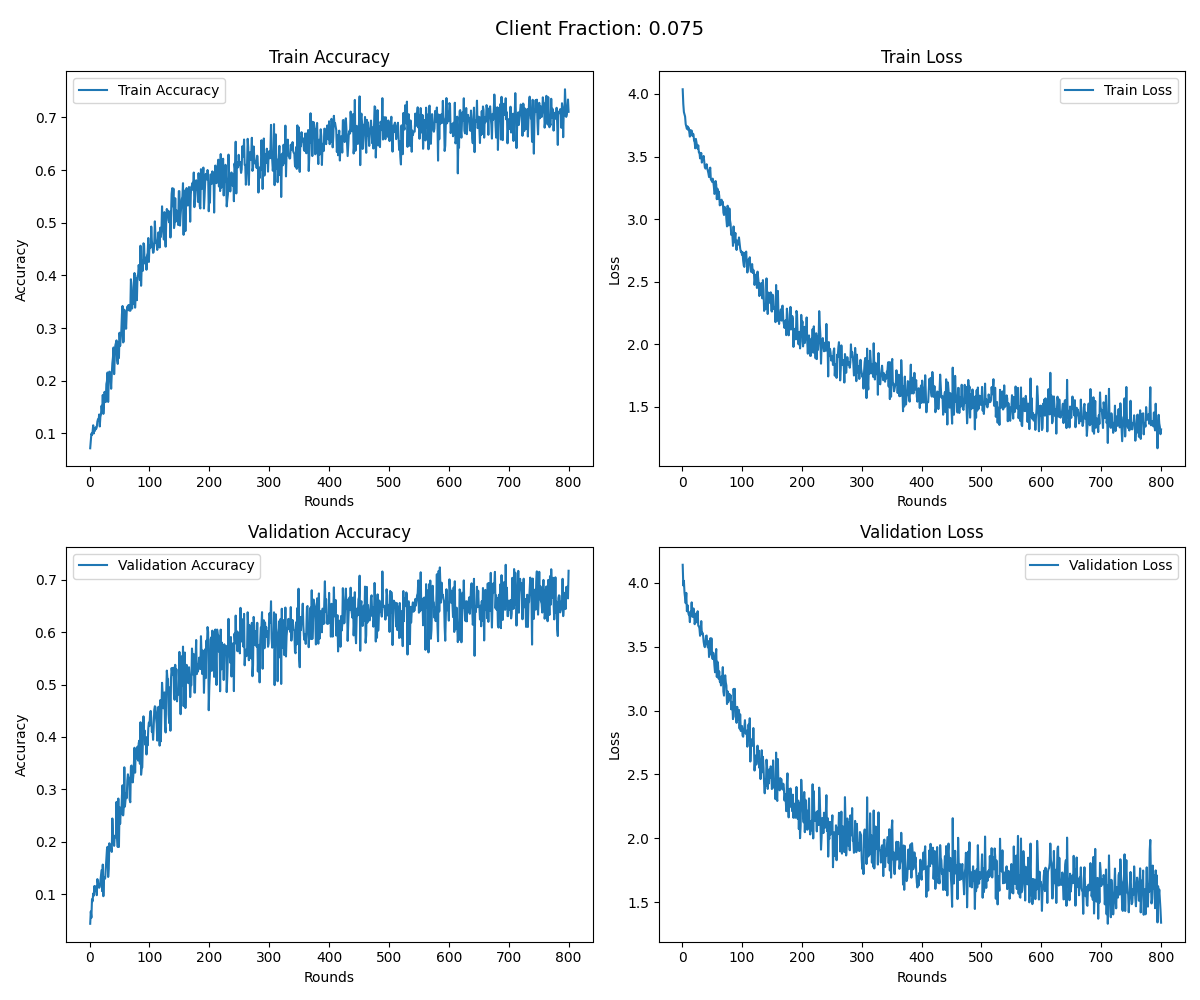 Client Fraction: 0.075
Train Accuracy
Train Accuracy
0.7
0.6
0.5
0.4
0.3
0.2
0.1
Accuracy
0 100 200 300 400 500 600 700 800
Rounds
Train Loss
Train Loss
4.0
3.5
3.0
2.5
2.0
1.5
Loss
0 100 200 300 400 500 600 700 800
Rounds
Validation Accuracy
Validation Accuracy
0.7
0.6
0.5
0.4
0.3
0.2
0.1
Accuracy
0 100 200 300 400 500 600 700 800
Rounds
Validation Loss
Validation Loss
4.0
3.5
3.0
2.5
2.0
1.5
Loss
0 100 200 300 400 500 600 700 800
Rounds